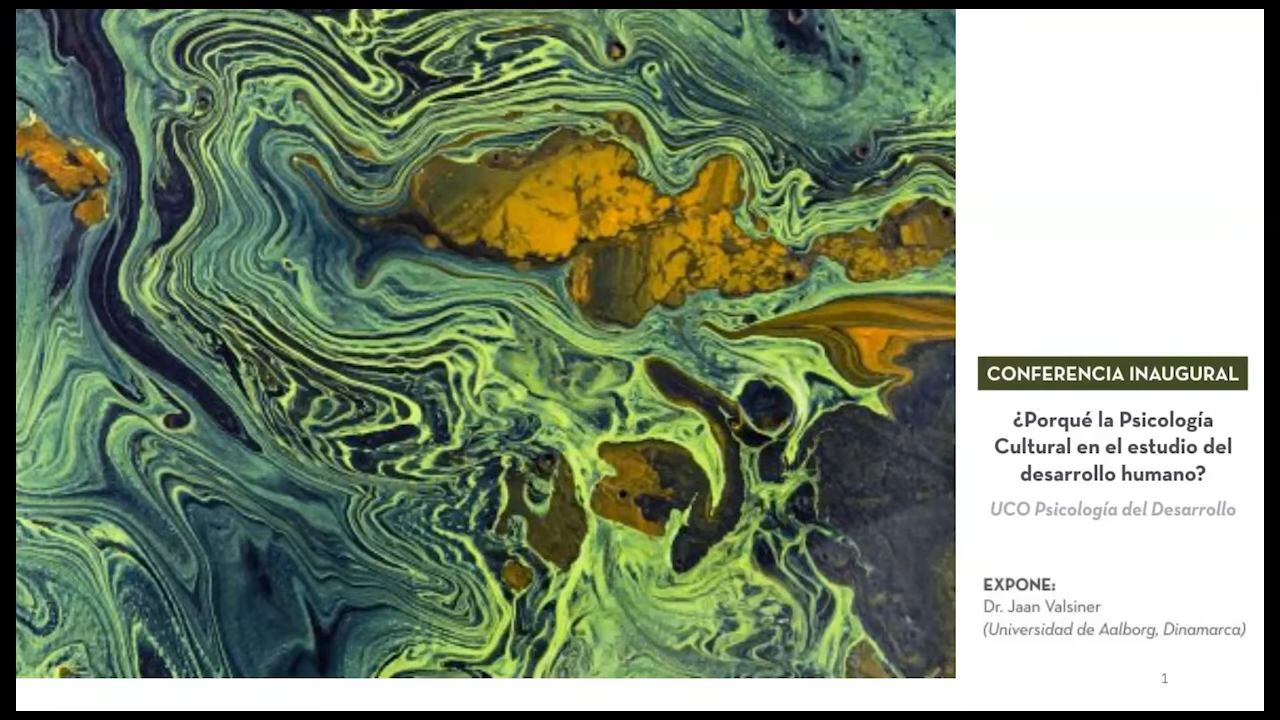 CONFERENCIA INAUGURAL
¿Porqué la Psicología
Cultural en el estudio del
desarrollo humano?
UCO Psicología del Desarrollo
EXPONE:
Dr. Jaan Valsiner
(Universidad de Aalborg, Dinamarca)
1